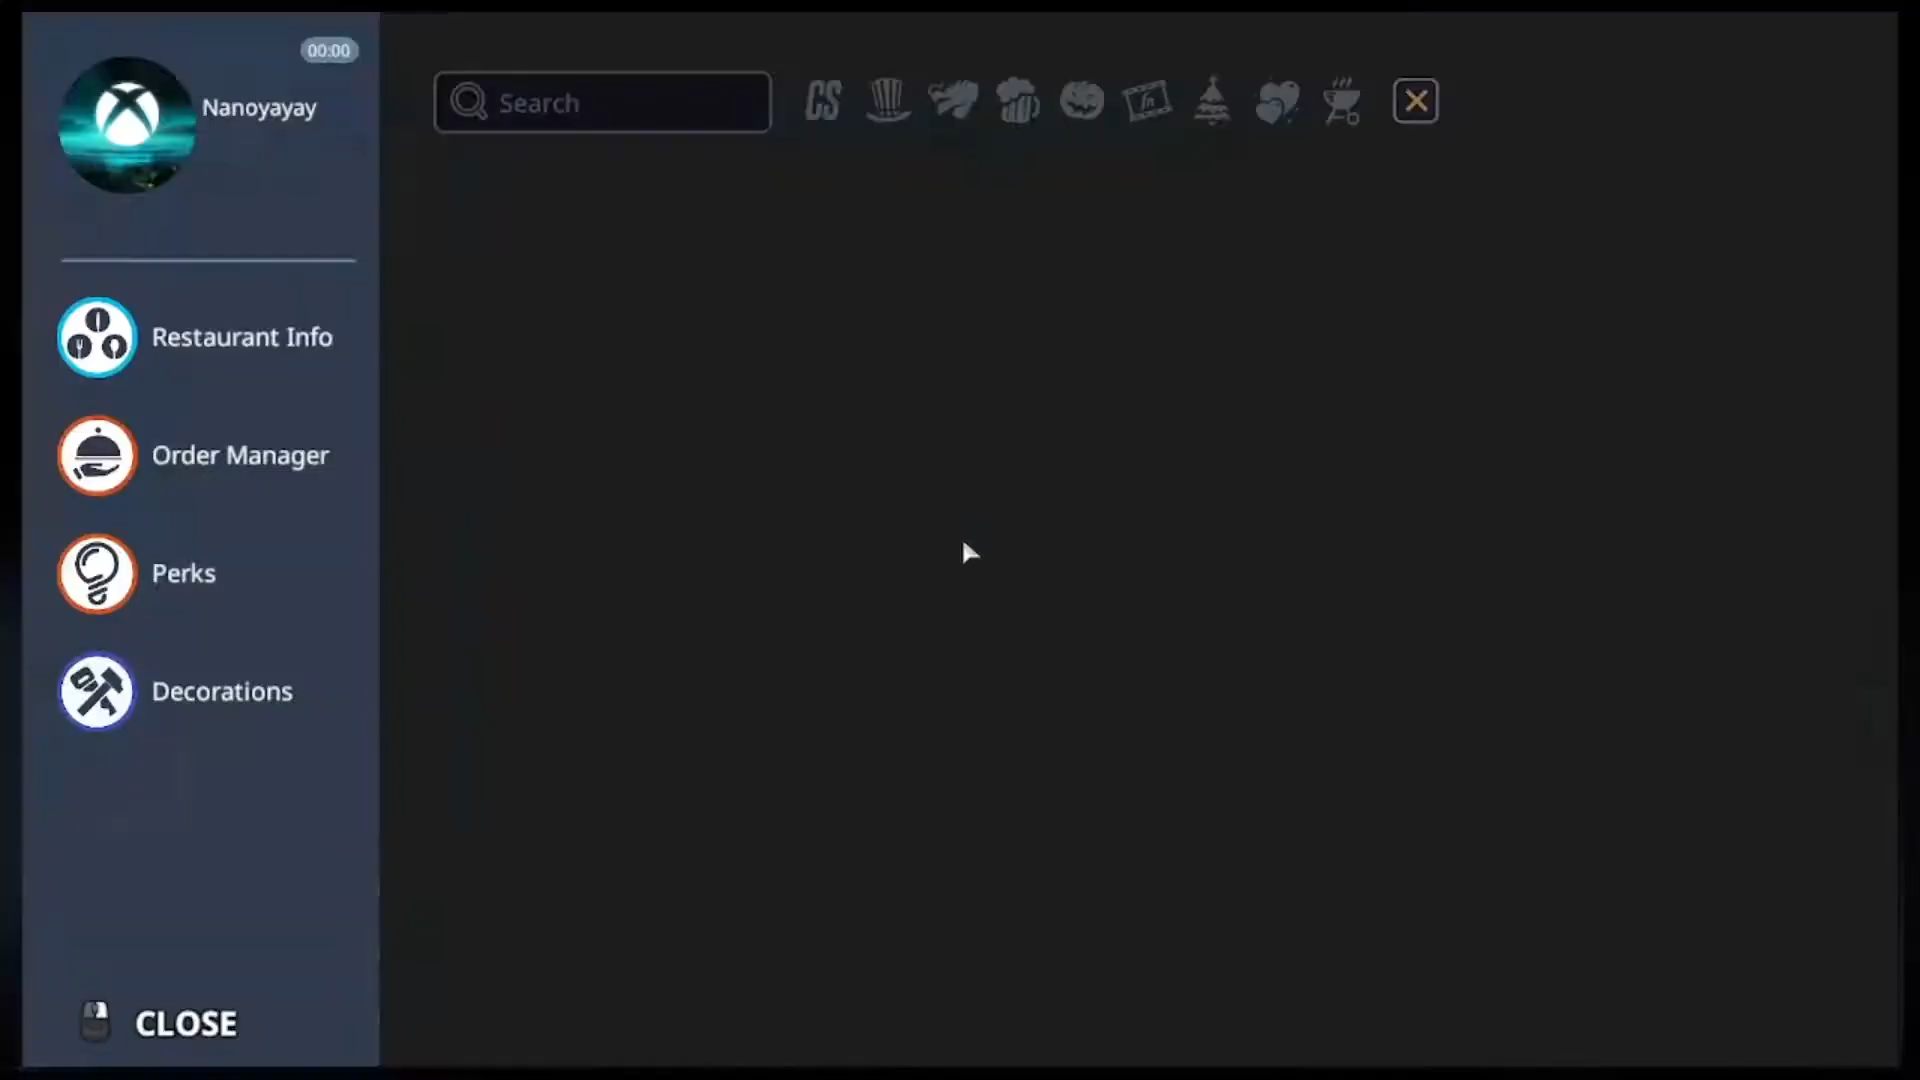 00:00
Nanoyayay
Search
CS
Restaurant Info
Order Manager
Perks
Decorations
CLOSE